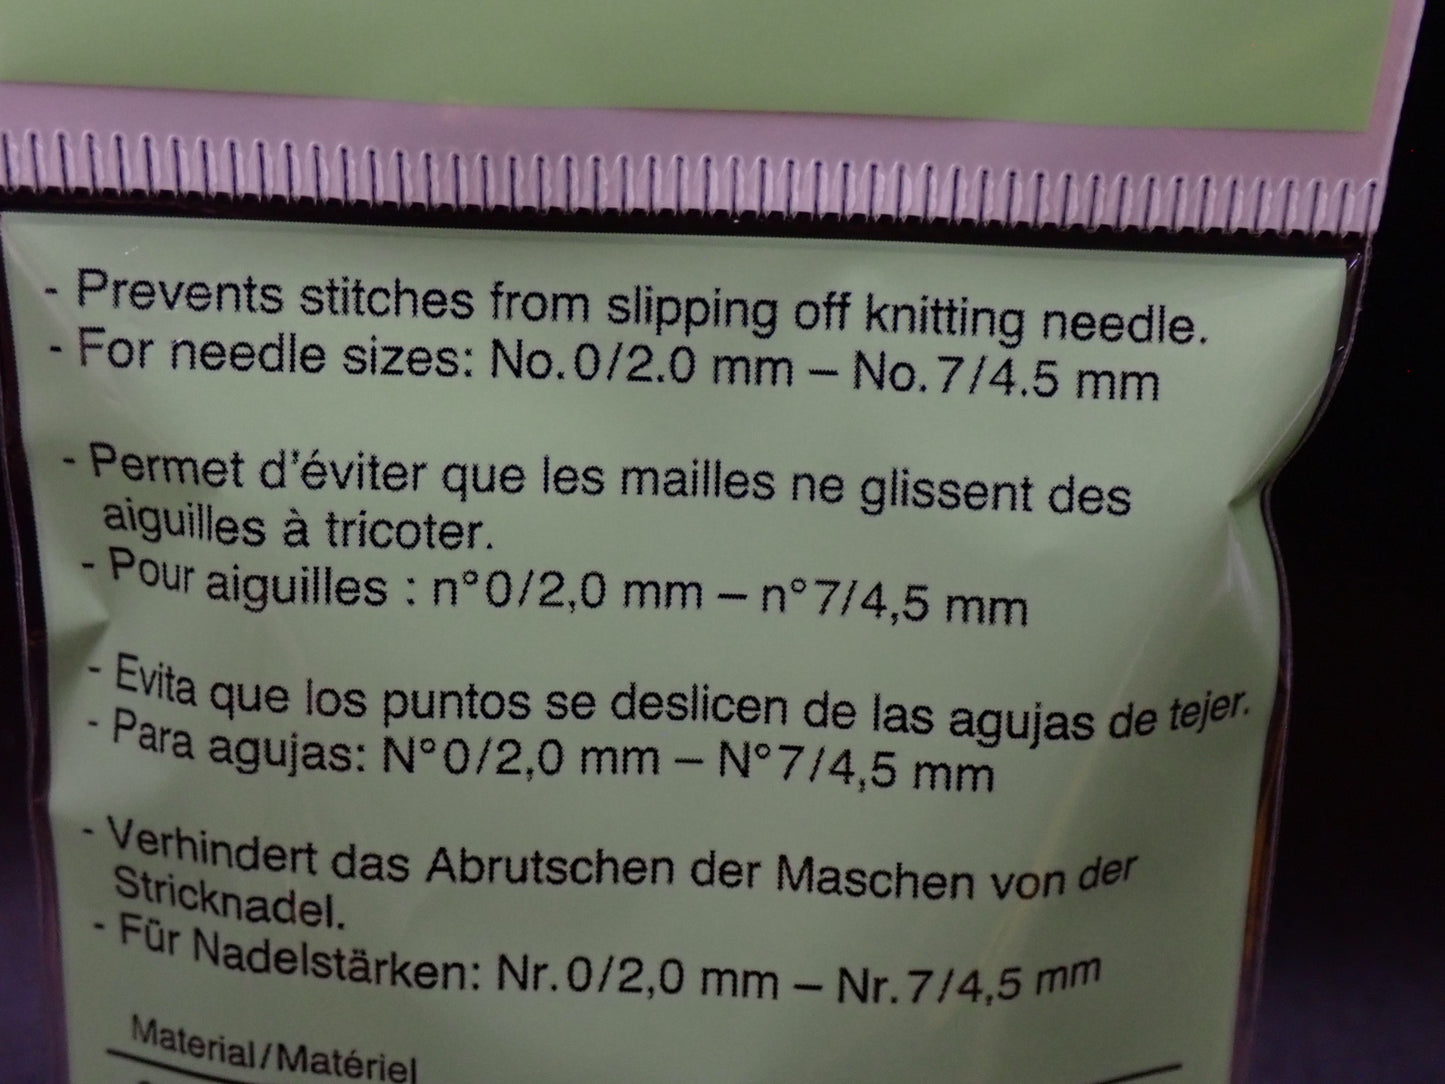 - Prevents stitches from slipping off knitting needle.
- For needle sizes: No.0/2.0 mm – No.7/4.5 mm
- Permet d'éviter que les mailles ne glissent des
aiguilles à tricoter.
- Pour aiguilles : n°0/2,0 mm – n°7/4,5 mm
- Evita que los puntos se deslicen de las agujas de tejer.
- Para agujas: N°0/2,0 mm – N°7/4,5 mm
- Verhindert das Abrutschen der Maschen von der
Stricknadel.
- Für Nadelstärken: Nr.0/2,0 mm – Nr.7/4,5 mm
Material/Matériel